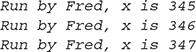 Run by Fred, x is 345
Run by Fred, x is 346
Run by Fred, x is 347